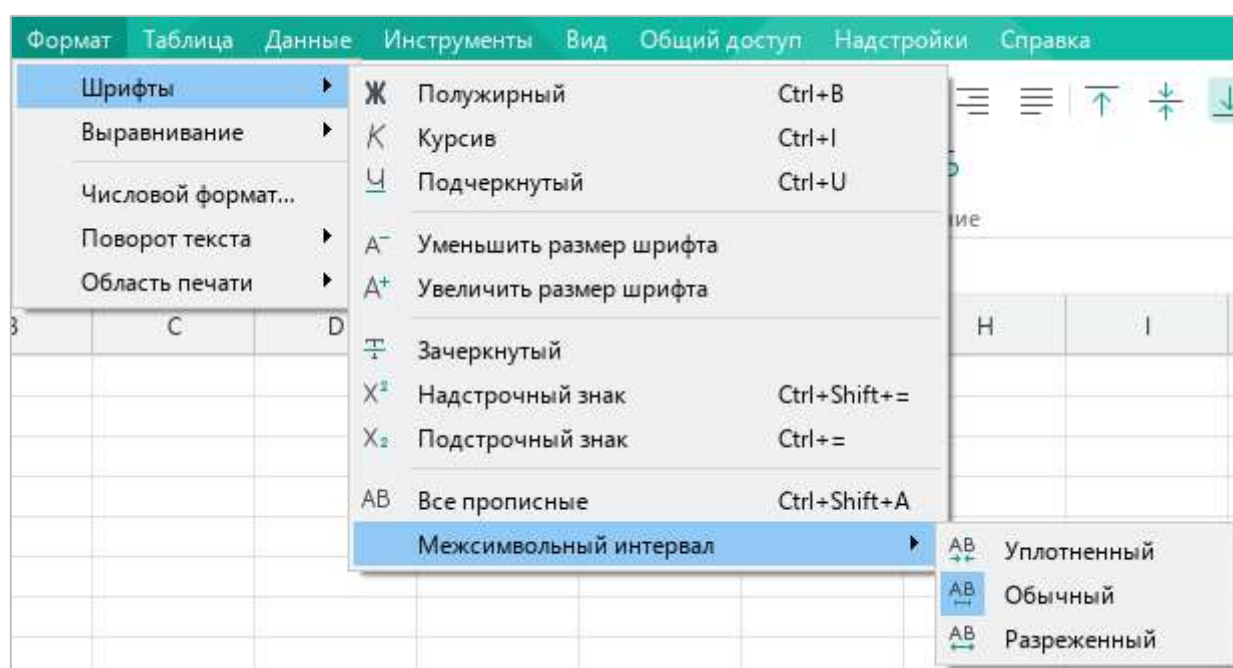 Формат Таблица Данные Инструменты Вид Общий доступ Надстройки Справка
Шрифты
Выравнивание
Числовой формат...
Поворот текста
Область печати
Ж Полужирный Ctrl+B
К Курсив Ctrl+I
Ч Подчеркнутый Ctrl+U
A− Уменьшить размер шрифта
A+ Увеличить размер шрифта
Т Зачеркнутый
X² Надстрочный знак Ctrl+Shift+=
X₂ Подстрочный знак Ctrl+=
AB Все прописные Ctrl+Shift+A
Межсимвольный интервал
AB Уплотненный
AB Обычный
AB Разреженный
C D H I